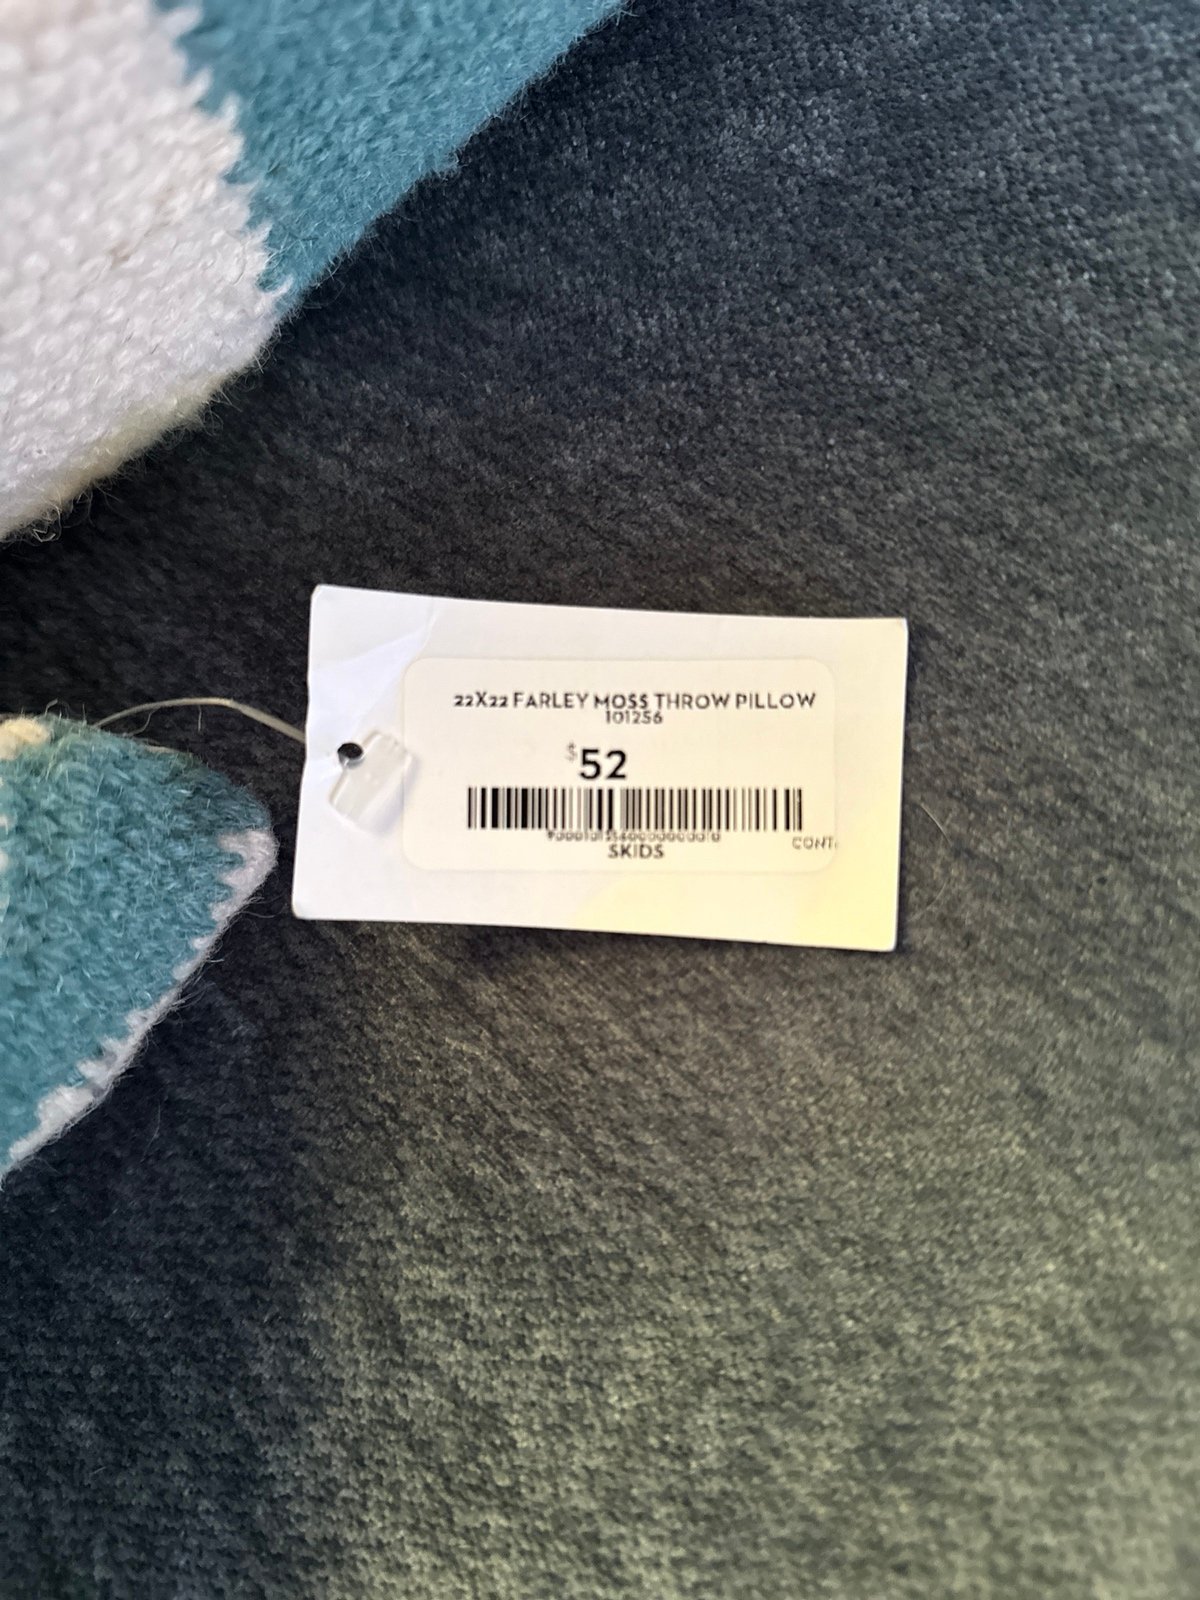 22X22 FARLEY MOSS THROW PILLOW
101256
$52
SKIDS